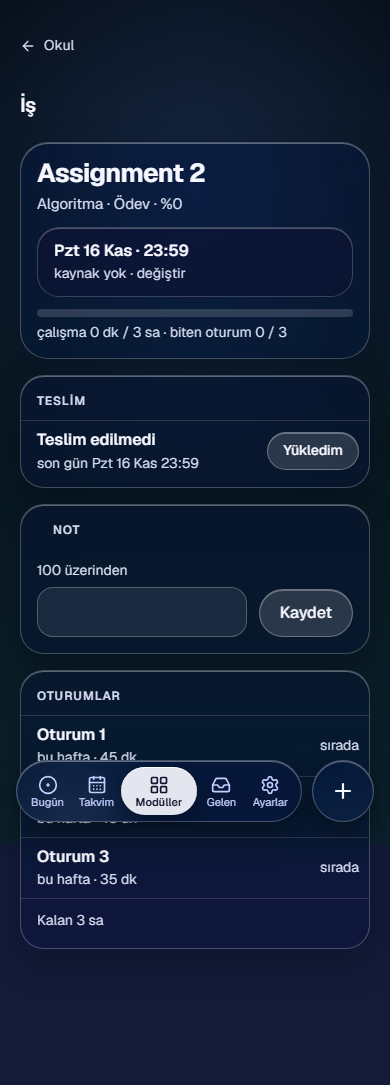 ← Okul
İş
Assignment 2
Algoritma · Ödev · %0
Pzt 16 Kas · 23:59
kaynak yok · değiştir
çalışma 0 dk / 3 sa · biten oturum 0 / 3
TESLİM
Teslim edilmedi
son gün Pzt 16 Kas 23:59
Yükledim
NOT
100 üzerinden
Kaydet
OTURUMLAR
Oturum 1
bu hafta · 45 dk
sırada
Bugün
Takvim
Modüller
Gelen
Ayarlar
Oturum 3
bu hafta · 35 dk
sırada
Kalan 3 sa